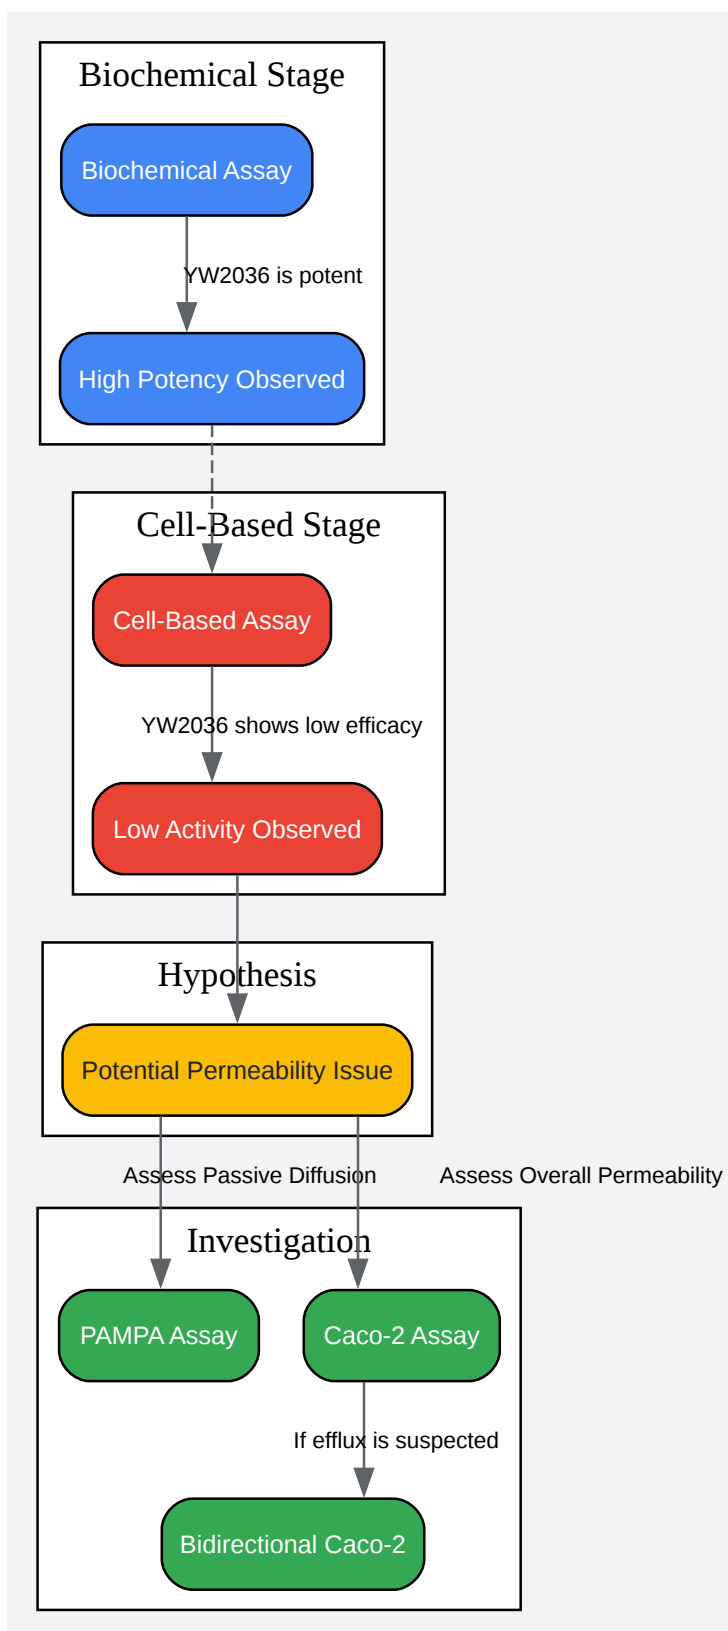 Biochemical Stage
Biochemical Assay
YW2036 is potent
High Potency Observed
Cell-Based Stage
Cell-Based Assay
YW2036 shows low efficacy
Low Activity Observed
Hypothesis
Potential Permeability Issue
Assess Passive Diffusion
Assess Overall Permeability
Investigation
PAMPA Assay
Caco-2 Assay
If efflux is suspected
Bidirectional Caco-2